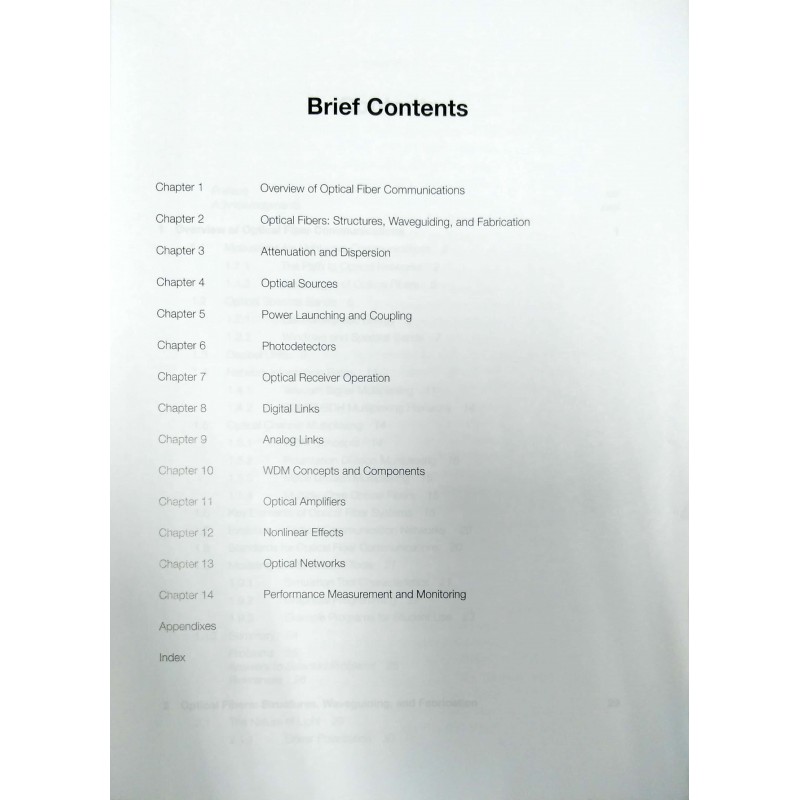 Brief Contents
Chapter 1 Overview of Optical Fiber Communications
Chapter 2 Optical Fibers: Structures, Waveguiding, and Fabrication
Chapter 3 Attenuation and Dispersion
Chapter 4 Optical Sources
Chapter 5 Power Launching and Coupling
Chapter 6 Photodetectors
Chapter 7 Optical Receiver Operation
Chapter 8 Digital Links
Chapter 9 Analog Links
Chapter 10 WDM Concepts and Components
Chapter 11 Optical Amplifiers
Chapter 12 Nonlinear Effects
Chapter 13 Optical Networks
Chapter 14 Performance Measurement and Monitoring
Appendixes
Index